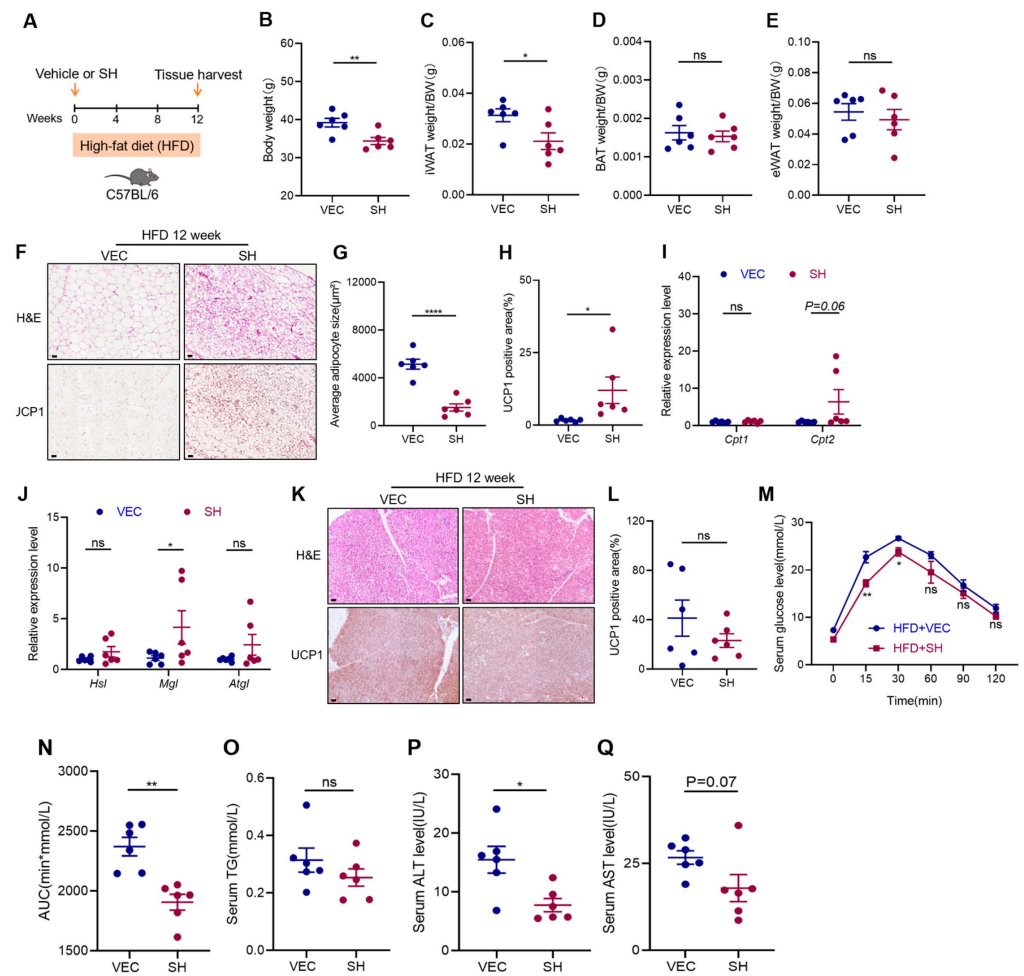 A
Vehicle or SH
Tissue harvest
Weeks
0 4 8 12
High-fat diet (HFD)
C57BL/6
B
Body weight(g)
60
40
20
**
VEC SH
C
iWAT weight/BW(g)
0.06
0.04
0.02
0.00
*
VEC SH
D
BAT weight/BW(g)
0.004
0.003
0.002
0.001
0.000
ns
VEC SH
E
eWAT weight/BW(g)
0.10
0.08
0.06
0.04
0.02
0.00
ns
VEC SH
F
HFD 12 week
VEC SH
H&E
JCP1
G
Average adipocyte size(μm²)
12000
8000
4000
0
****
VEC SH
H
UCP1 positive area(%)
50
25
0
*
VEC SH
I
VEC SH
Relative expression level
40
30
20
10
0
ns
P=0.06
Cpt1 Cpt2
J
VEC SH
Relative expression level
15
10
5
0
ns * ns
Hsl Mgl Atgl
K
HFD 12 week
VEC SH
H&E
UCP1
L
UCP1 positive area(%)
120
80
40
0
ns
VEC SH
M
Serum glucose level(mmol/L)
30
20
10
0
**
*
ns
ns
ns
HFD+VEC
HFD+SH
0 15 30 60 90 120
Time(min)
N
AUC(min*mmol/L)
3000
2500
2000
1500
**
VEC SH
O
Serum TG(mmol/L)
0.6
0.4
0.2
0.0
ns
VEC SH
P
Serum ALT level(IU/L)
30
20
10
0
*
VEC SH
Q
Serum AST level(IU/L)
50
25
0
P=0.07
VEC SH